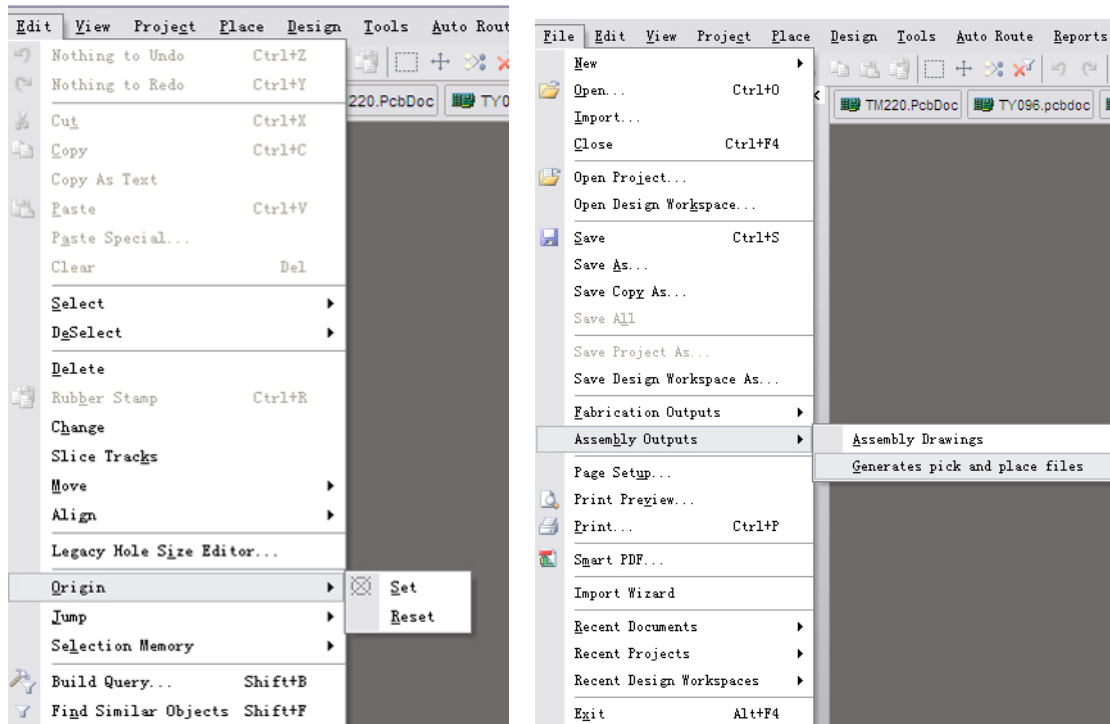 Edit View Project Place Design Tools Auto Rout
Nothing to Undo Ctrl+Z
Nothing to Redo Ctrl+Y
220.PcbDoc TY0
Cut Ctrl+X
Copy Ctrl+C
Copy As Text
Paste Ctrl+V
Paste Special...
Clear Del
Select
DeSelect
Delete
Rubber Stamp Ctrl+R
Change
Slice Tracks
Move
Align
Legacy Hole Size Editor...
Origin
Set
Jump
Reset
Selection Memory
Build Query... Shift+B
Find Similar Objects Shift+F
File Edit View Project Place Design Tools Auto Route Reports
New
Open... Ctrl+O
TM220.PcbDoc TY096.pcbdoc
Import...
Close Ctrl+F4
Open Project...
Open Design Workspace...
Save Ctrl+S
Save As...
Save Copy As...
Save All
Save Project As...
Save Design Workspace As...
Fabrication Outputs
Assembly Outputs
Assembly Drawings
Generates pick and place files
Page Setup...
Print Preview...
Print... Ctrl+P
Smart PDF...
Import Wizard
Recent Documents
Recent Projects
Recent Design Workspaces
Exit Alt+F4